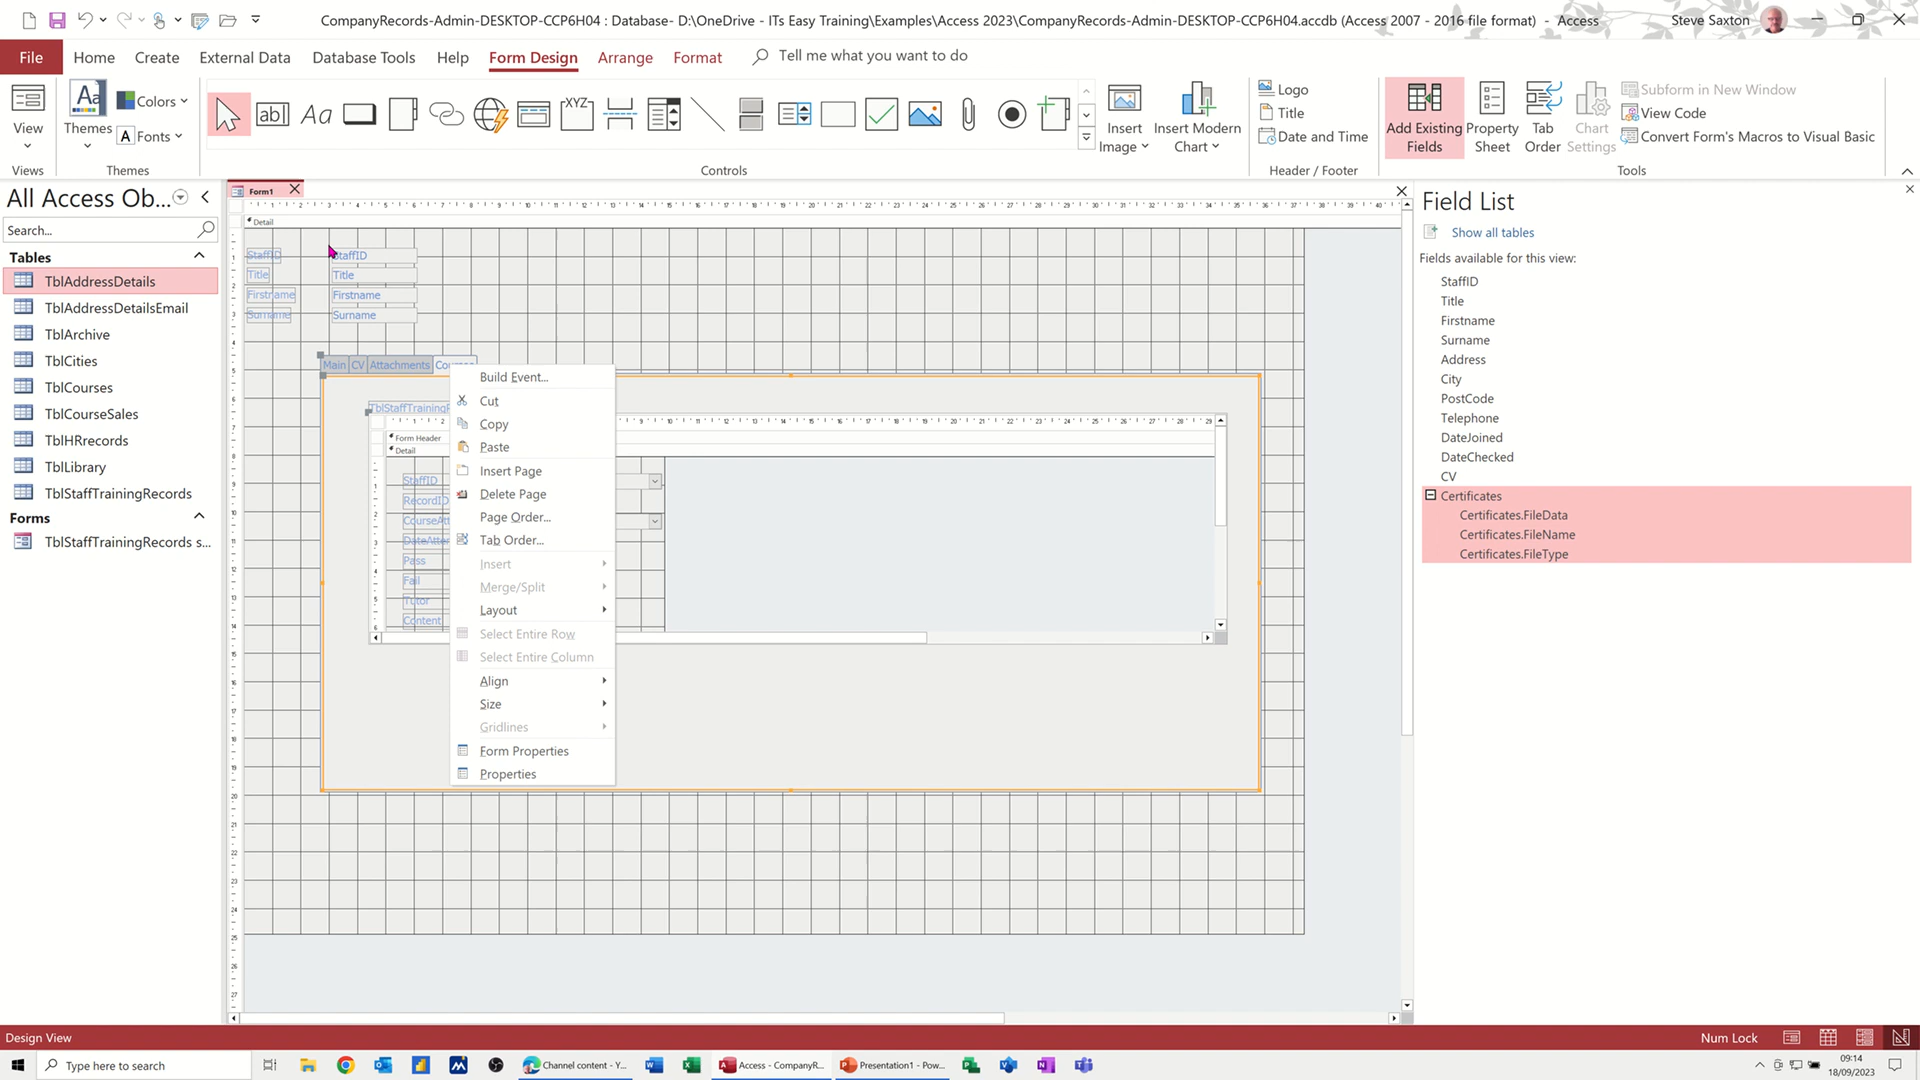 CompanyRecords-Admin-DESKTOP-CCP6H04 : Database- D:\OneDrive - ITs Easy Training\Examples\Access 2023\CompanyRecords-Admin-DESKTOP-CCP6H04.accdb (Access 2007 - 2016 file format) - Access
Steve Saxton
File Home Create External Data Database Tools Help Form Design Arrange Format Tell me what you want to do
View
Views
Themes
Colors
Fonts
Themes
Aa
XYZ
Controls
Insert Image
Insert Modern Chart
Logo
Title
Date and Time
Header / Footer
Add Existing Fields
Property Sheet
Tab Order
Chart Settings
Subform in New Window
View Code
Convert Form's Macros to Visual Basic
Tools
All Access Ob...
Search...
Tables
TblAddressDetails
TblAddressDetailsEmail
TblArchive
TblCities
TblCourses
TblCourseSales
TblHRrecords
TblLibrary
TblStaffTrainingRecords
Forms
TblStaffTrainingRecords s...
Form1
Detail
StaffID StaffID
Title Title
Firstname Firstname
Surname Surname
Main CV Attachments
TblStaffTrainingR
Form Header
Detail
StaffID
RecordID
CourseAtt
DateAtten
Pass
Fail
Tutor
Content
Build Event...
Cut
Copy
Paste
Insert Page
Delete Page
Page Order...
Tab Order...
Insert
Merge/Split
Layout
Select Entire Row
Select Entire Column
Align
Size
Gridlines
Form Properties
Properties
Field List
Show all tables
Fields available for this view:
StaffID
Title
Firstname
Surname
Address
City
PostCode
Telephone
DateJoined
DateChecked
CV
Certificates
Certificates.FileData
Certificates.FileName
Certificates.FileType
Design View
Num Lock
Type here to search
Channel content - Y...
Access - CompanyR...
Presentation1 - Pow...
09:14
18/09/2023